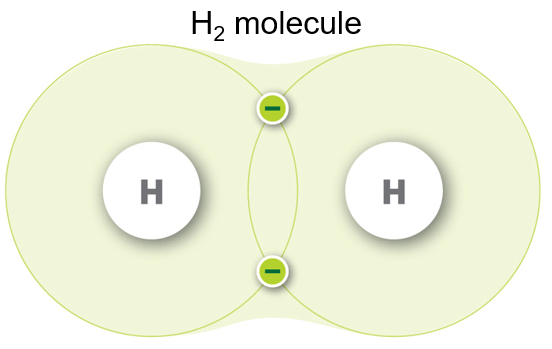 H₂ molecule
−
H H
−